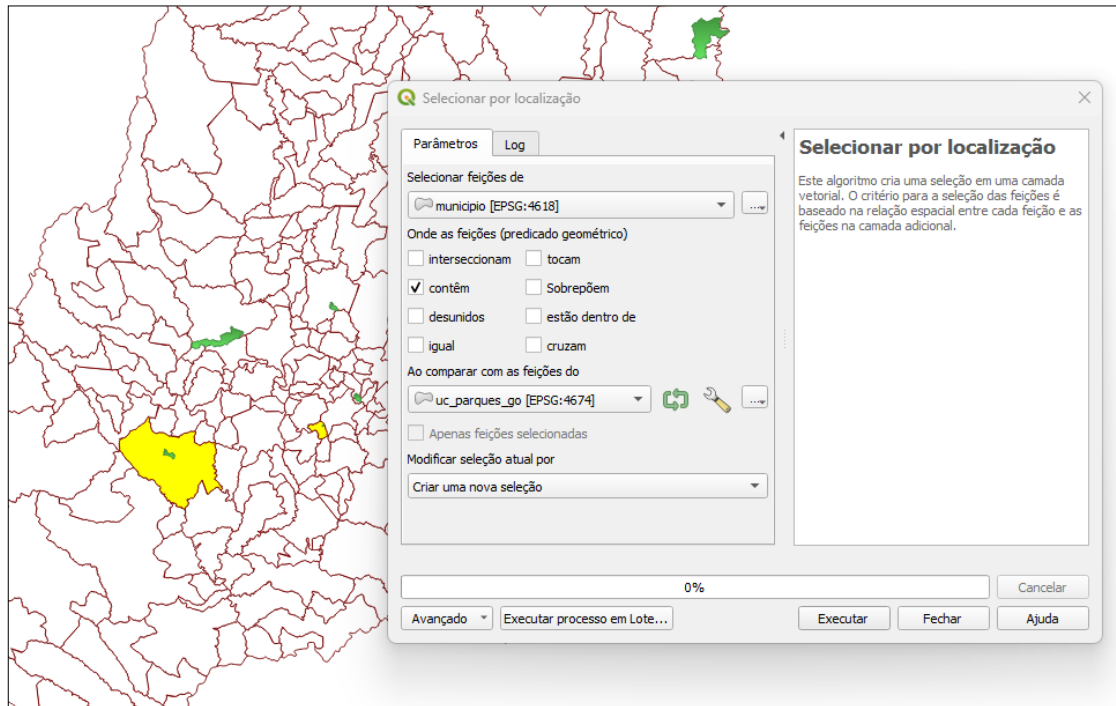 Selecionar por localização
Parâmetros
Log
Selecionar feições de
municipio [EPSG:4618]
...
Onde as feições (predicado geométrico)
interseccionam
tocam
contêm
Sobrepõem
desunidos
estão dentro de
igual
cruzam
Ao comparar com as feições do
uc_parques_go [EPSG:4674]
...
Apenas feições selecionadas
Modificar seleção atual por
Criar uma nova seleção
Selecionar por localização
Este algoritmo cria uma seleção em uma camada
vetorial. O critério para a seleção das feições é
baseado na relação espacial entre cada feição e as
feições na camada adicional.
0%
Cancelar
Avançado
Executar processo em Lote...
Executar
Fechar
Ajuda